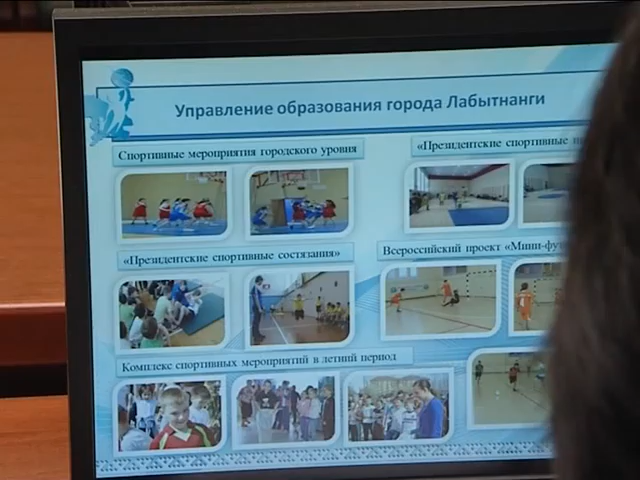 Управление образования города Лабытнанги
Спортивные мероприятия городского уровня
«Президентские спортивные
«Президентские спортивные состязания»
Всероссийский проект «Мини-фут
Комплекс спортивных мероприятий в летний период